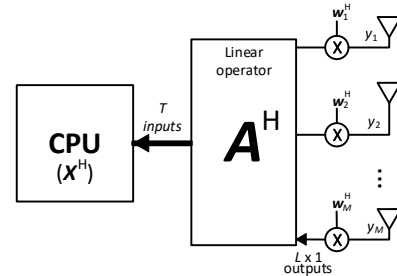 CPU
(X^H)
T
inputs
Linear
operator
A^H
w_1^H
X
y_1
w_2^H
X
y_2
...
w_M^H
X
y_M
L x 1
outputs